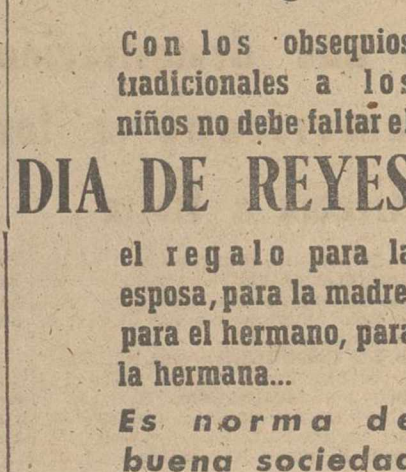 Con los obsequios
tradicionales a los
niños no debe faltar el
DIA DE REYES
el regalo para la
esposa, para la madre
para el hermano, para
la hermana...
Es norma de
buena sociedad